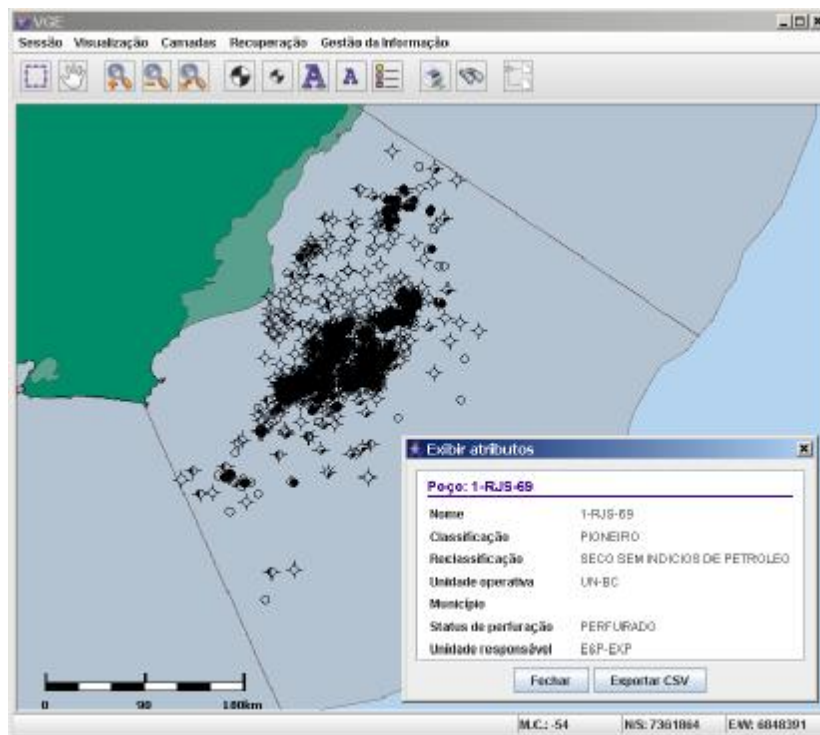 VGE
Sessão Visualização Camadas Recuperação Gestão da Informação
A A
Exibir atributos
Poço: 1-RJS-69
Nome 1-RJS-69
Classificação PIONEIRO
Reclassificação SECO SEM INDICIOS DE PETROLEO
Unidade operativa UN-BC
Município
Status de perfuração PERFURADO
Unidade responsável E&P-EXP
Fechar Exportar CSV
0 90 180km
M.C.: -54 N/S: 7361864 E/W: 6848391